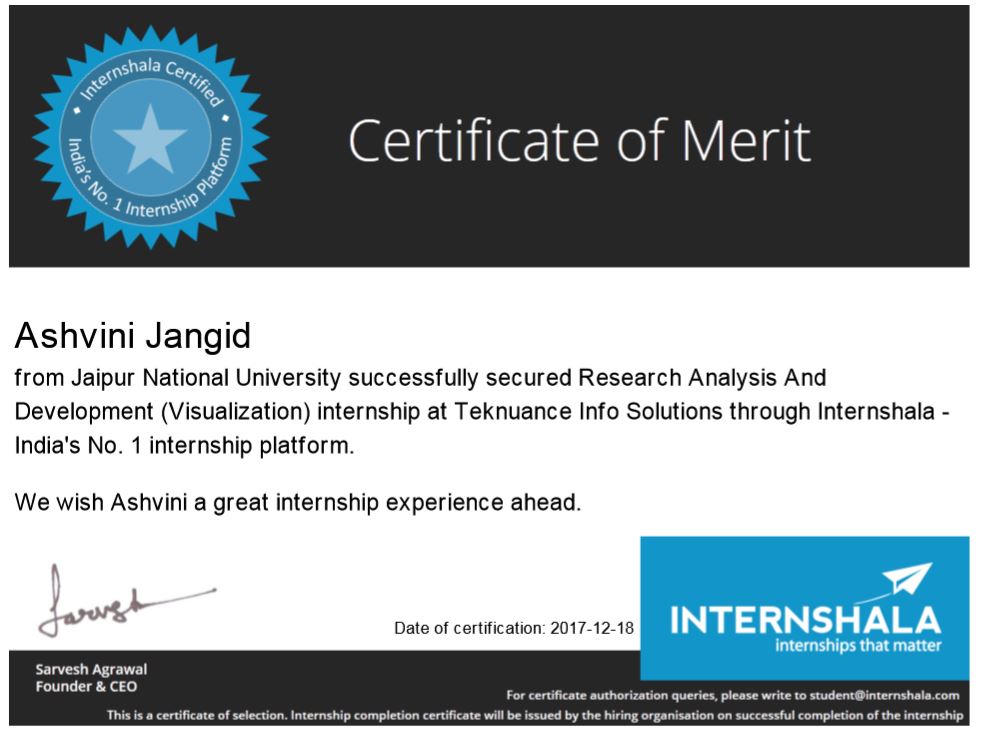 Internshala Certified
India's No. 1 Internship Platform
Certificate of Merit
Ashvini Jangid
from Jaipur National University successfully secured Research Analysis And
Development (Visualization) internship at Teknuance Info Solutions through Internshala -
India's No. 1 internship platform.
We wish Ashvini a great internship experience ahead.
Sarvesh
Date of certification: 2017-12-18
INTERNSHALA
internships that matter
Sarvesh Agrawal
Founder & CEO
For certificate authorization queries, please write to student@internshala.com
This is a certificate of selection. Internship completion certificate will be issued by the hiring organisation on successful completion of the internship